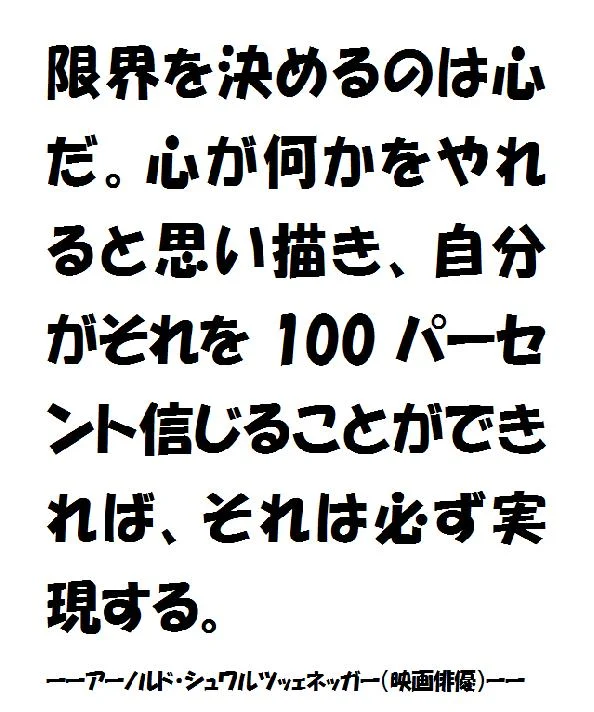 限界を決めるのは心
だ。心が何かをやれ
ると思い描き、自分
がそれを 100 パーセ
ント信じることができ
れば、それは必ず実
現する。
ーーアーノルド・シュワルツッェネッガー(映画俳優)ーー